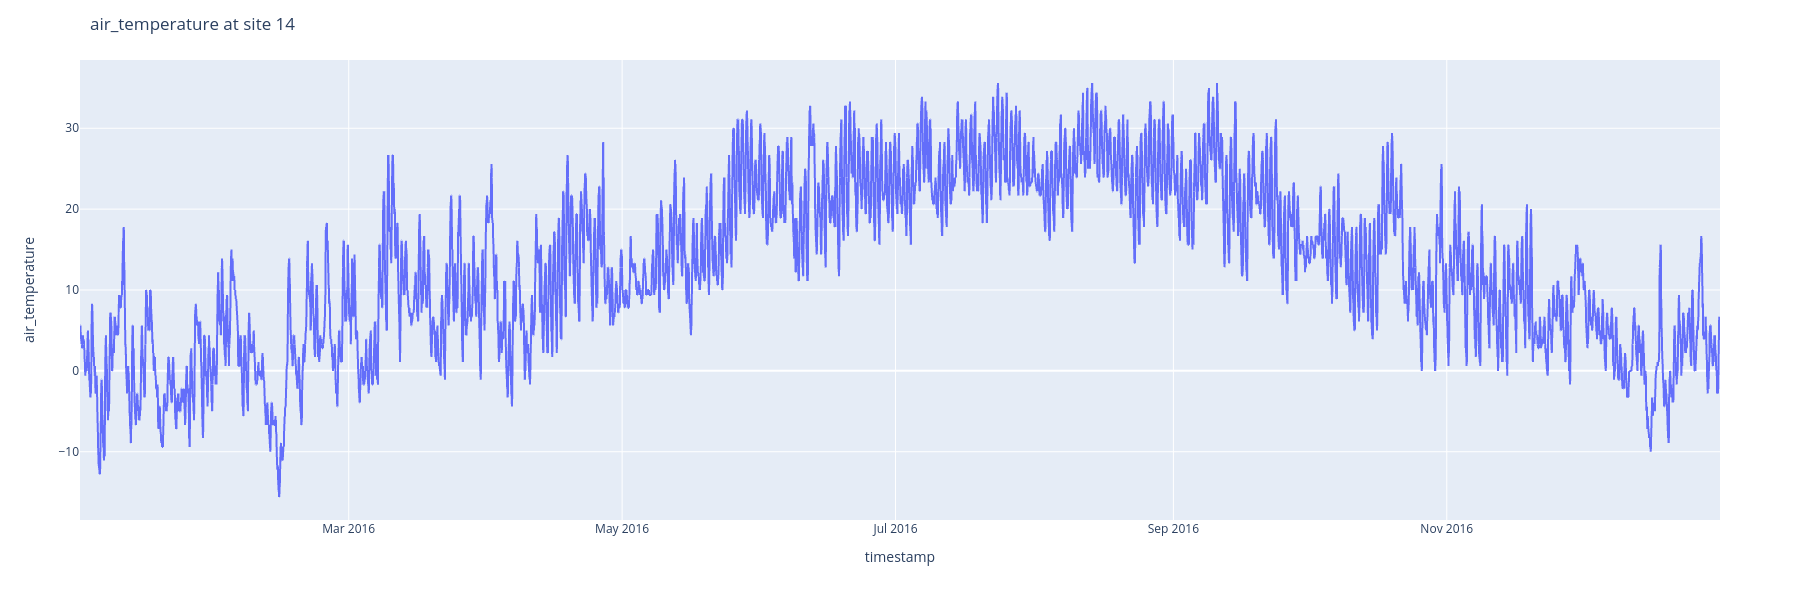 air_temperature at site 14
air_temperature
30
20
10
0
−10
Mar 2016
May 2016
Jul 2016
Sep 2016
Nov 2016
timestamp